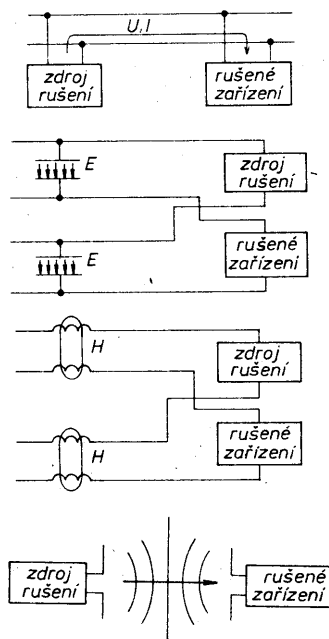 U,I
zdroj
rušení
rušené
zařízení
E
zdroj
rušení
E
rušené
zařízení
H
zdroj
rušení
H
rušené
zařízení
zdroj
rušení
rušené
zařízení